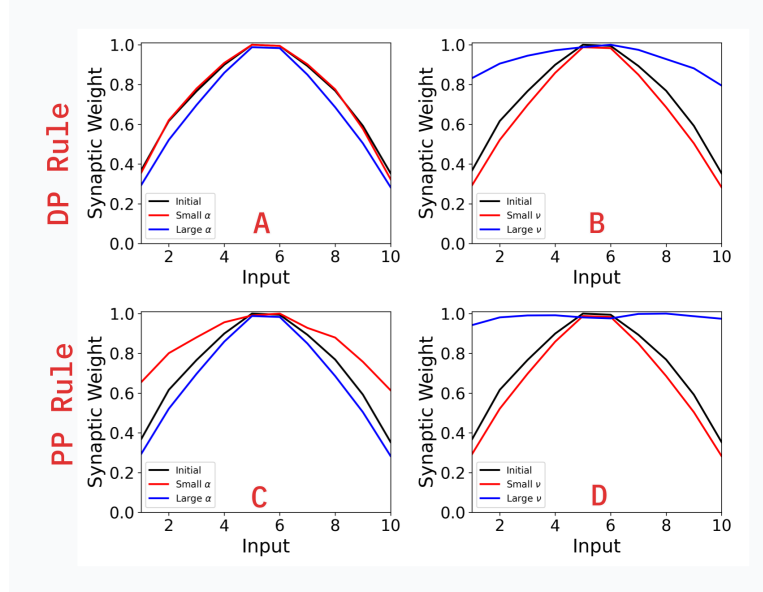 DP Rule
Synaptic Weight
1.0
0.8
0.6
0.4
0.2
0.0
Initial
Small α
Large α
A
2 4 6 8 10
Input
Synaptic Weight
1.0
0.8
0.6
0.4
0.2
0.0
Initial
Small ν
Large ν
B
2 4 6 8 10
Input
PP Rule
Synaptic Weight
1.0
0.8
0.6
0.4
0.2
0.0
Initial
Small α
Large α
C
2 4 6 8 10
Input
Synaptic Weight
1.0
0.8
0.6
0.4
0.2
0.0
Initial
Small ν
Large ν
D
2 4 6 8 10
Input